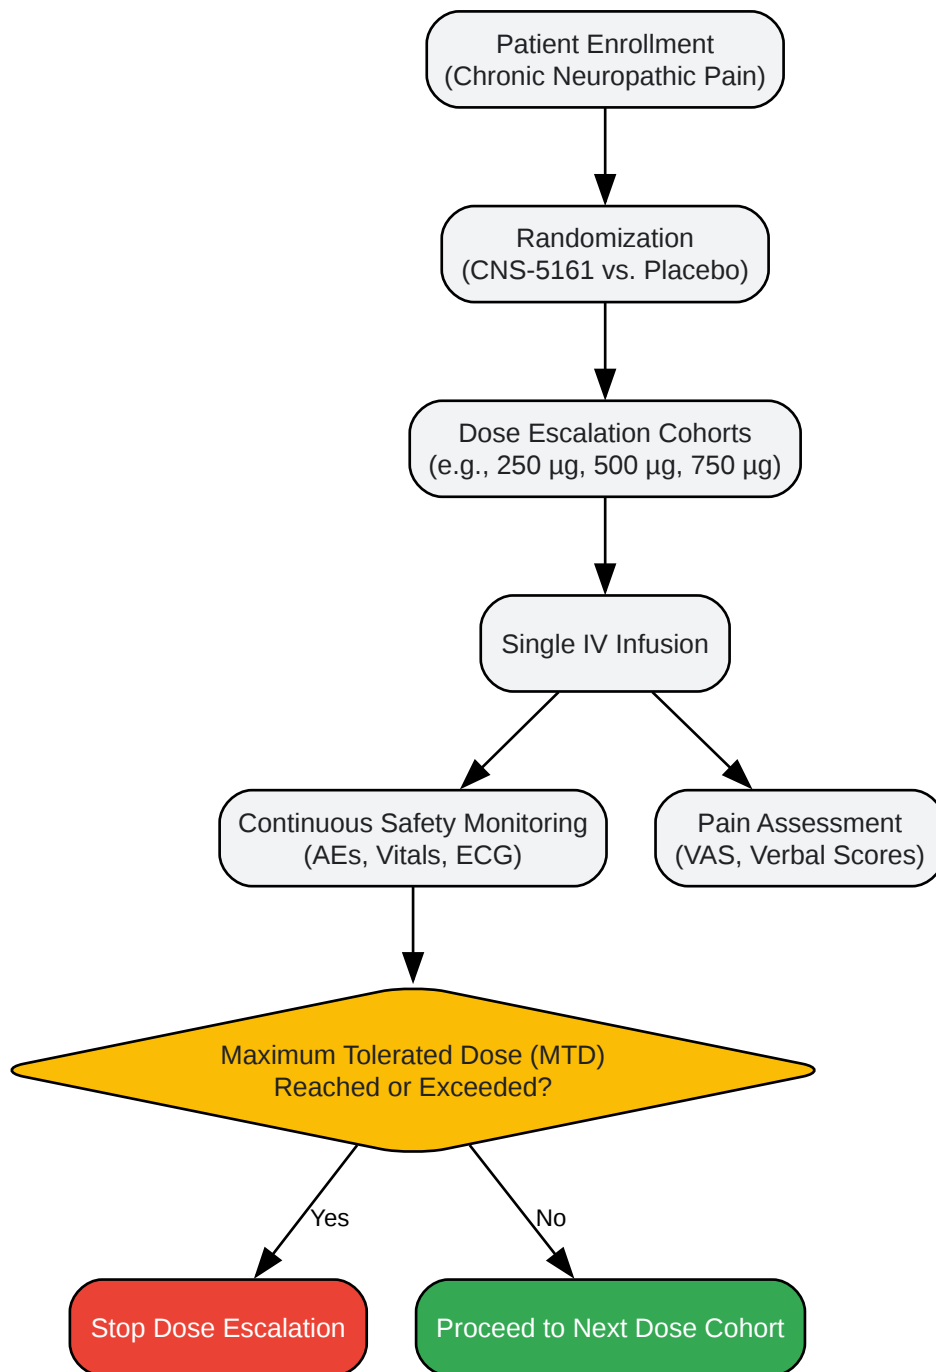 Patient Enrollment
(Chronic Neuropathic Pain)
Randomization
(CNS-5161 vs. Placebo)
Dose Escalation Cohorts
(e.g., 250 µg, 500 µg, 750 µg)
Single IV Infusion
Continuous Safety Monitoring
(AEs, Vitals, ECG)
Pain Assessment
(VAS, Verbal Scores)
Maximum Tolerated Dose (MTD)
Reached or Exceeded?
Yes
No
Stop Dose Escalation
Proceed to Next Dose Cohort